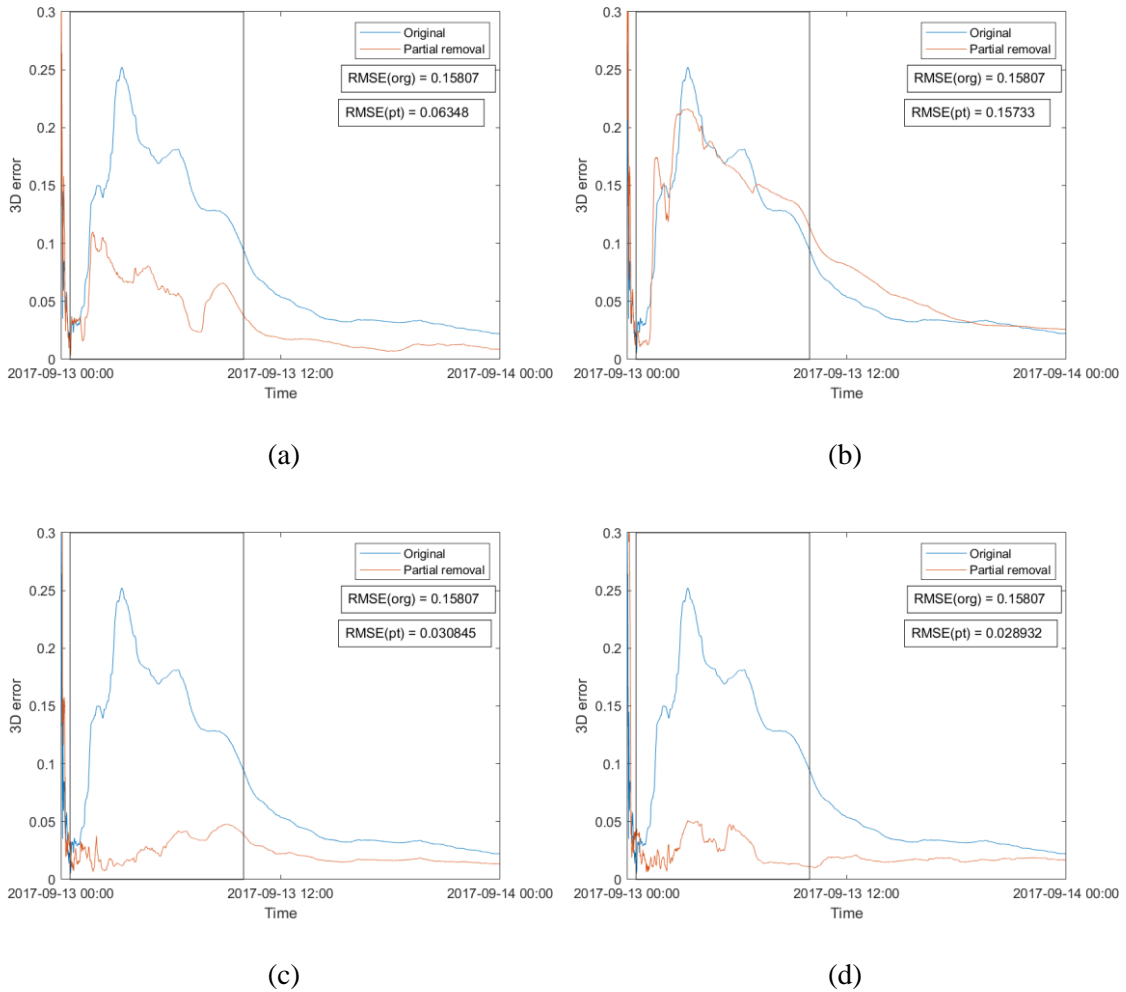 0.3
0.25
0.2
0.15
0.1
0.05
0
3D error
Original
Partial removal
RMSE(org) = 0.15807
RMSE(pt) = 0.06348
2017-09-13 00:00
2017-09-13 12:00
2017-09-14 00:00
Time
(a)
0.3
0.25
0.2
0.15
0.1
0.05
0
3D error
Original
Partial removal
RMSE(org) = 0.15807
RMSE(pt) = 0.15733
2017-09-13 00:00
2017-09-13 12:00
2017-09-14 00:00
Time
(b)
0.3
0.25
0.2
0.15
0.1
0.05
0
3D error
Original
Partial removal
RMSE(org) = 0.15807
RMSE(pt) = 0.030845
2017-09-13 00:00
2017-09-13 12:00
2017-09-14 00:00
Time
(c)
0.3
0.25
0.2
0.15
0.1
0.05
0
3D error
Original
Partial removal
RMSE(org) = 0.15807
RMSE(pt) = 0.028932
2017-09-13 00:00
2017-09-13 12:00
2017-09-14 00:00
Time
(d)